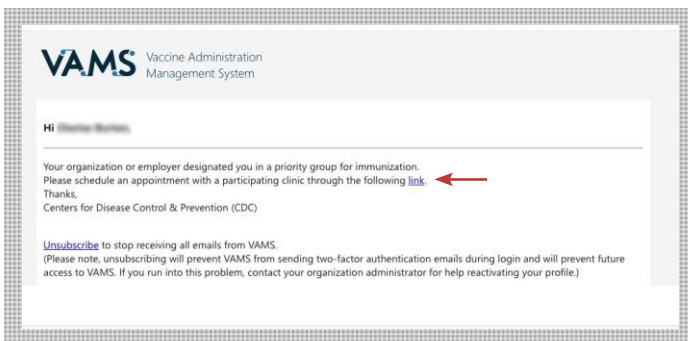 VAMS Vaccine Administration
Management System
Hi
Your organization or employer designated you in a priority group for immunization.
Please schedule an appointment with a participating clinic through the following link.
Thanks,
Centers for Disease Control & Prevention (CDC)
Unsubscribe to stop receiving all emails from VAMS.
(Please note, unsubscribing will prevent VAMS from sending two-factor authentication emails during login and will prevent future
access to VAMS. If you run into this problem, contact your organization administrator for help reactivating your profile.)